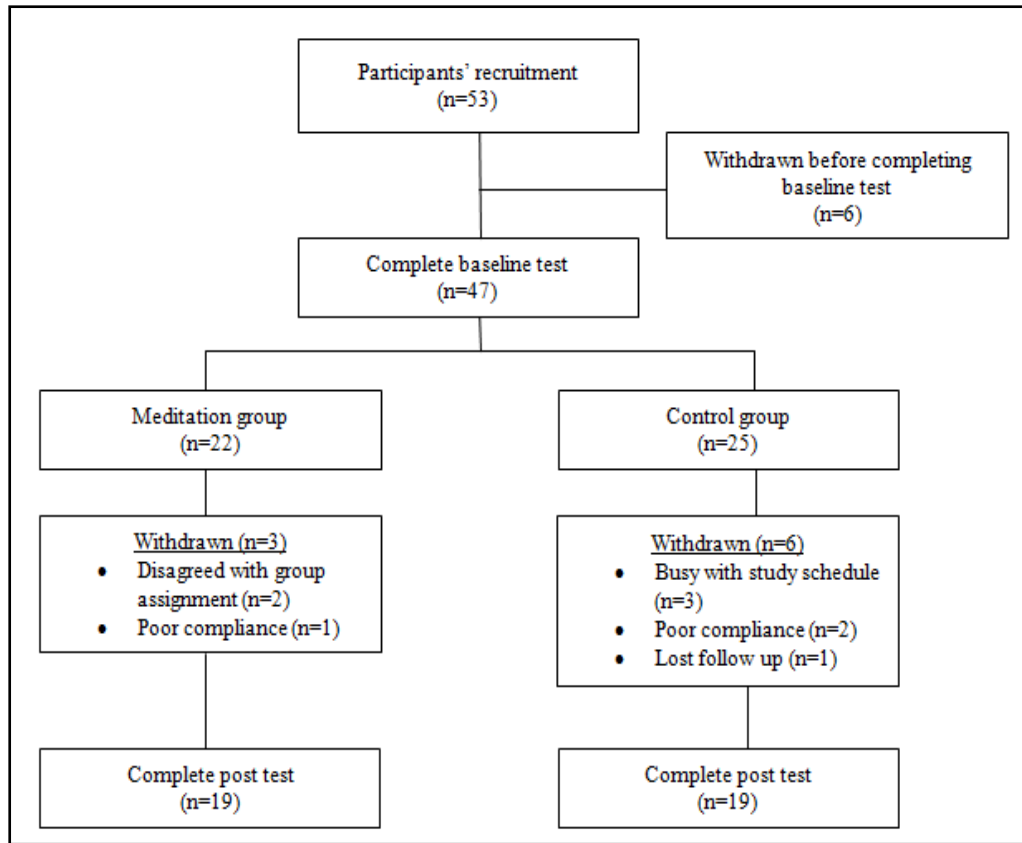 Participants’ recruitment
(n=53)
Withdrawn before completing
baseline test
(n=6)
Complete baseline test
(n=47)
Meditation group
(n=22)
Control group
(n=25)
Withdrawn (n=3)
• Disagreed with group
assignment (n=2)
• Poor compliance (n=1)
Withdrawn (n=6)
• Busy with study schedule
(n=3)
• Poor compliance (n=2)
• Lost follow up (n=1)
Complete post test
(n=19)
Complete post test
(n=19)